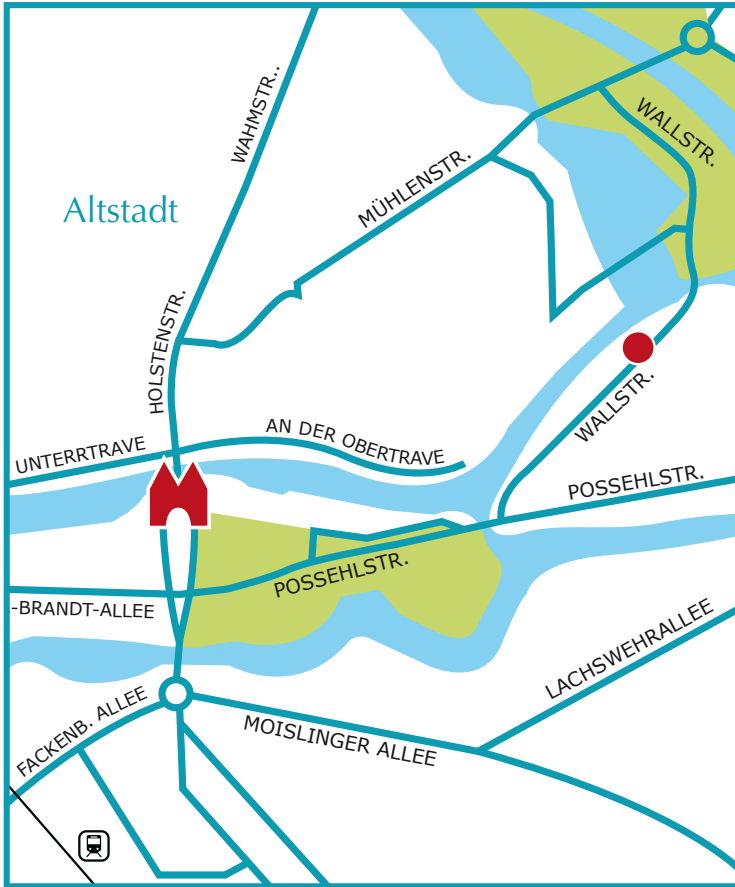 WAHMSTR..
WALLSTR.
MÜHLENSTR.
Altstadt
HOLSTENSTR.
WALLSTR.
AN DER OBERTRAVE
UNTERRTRAVE
POSSEHLSTR.
POSSEHLSTR.
.-BRANDT-ALLEE
LACHSWEHRALLEE
FACKENB. ALLEE
MOISLINGER ALLEE